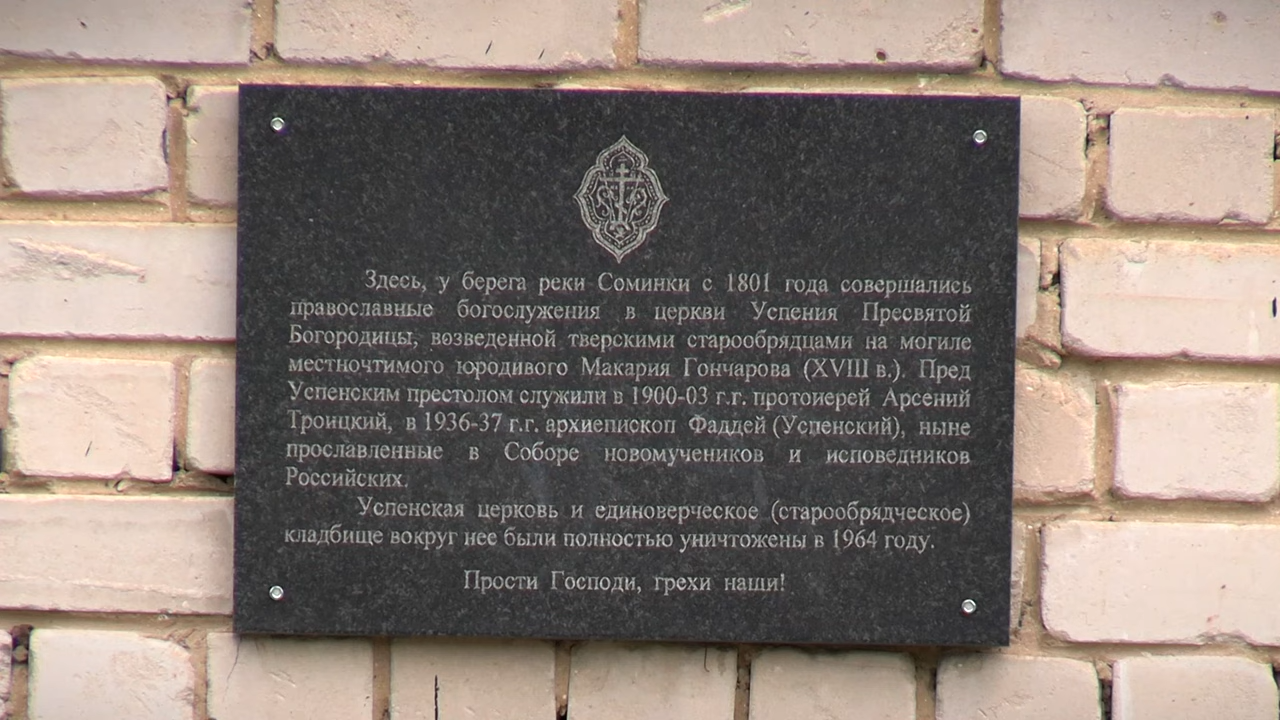 Здесь, у берега реки Соминки с 1801 года совершались
православные богослужения в церкви Успения Пресвятой
Богородицы, возведенной тверскими старообрядцами на могиле
местночтимого юродивого Макария Гончарова (XVIII в.). Пред
Успенским престолом служили в 1900-03 г.г. протоиерей Арсений
Троицкий, в 1936-37 г.г. архиепископ Фаддей (Успенский), ныне
прославленные в Соборе новомучеников и исповедников
Российских.
Успенская церковь и единоверческое (старообрядческое)
кладбище вокруг нее были полностью уничтожены в 1964 году.
Прости Господи, грехи наши!